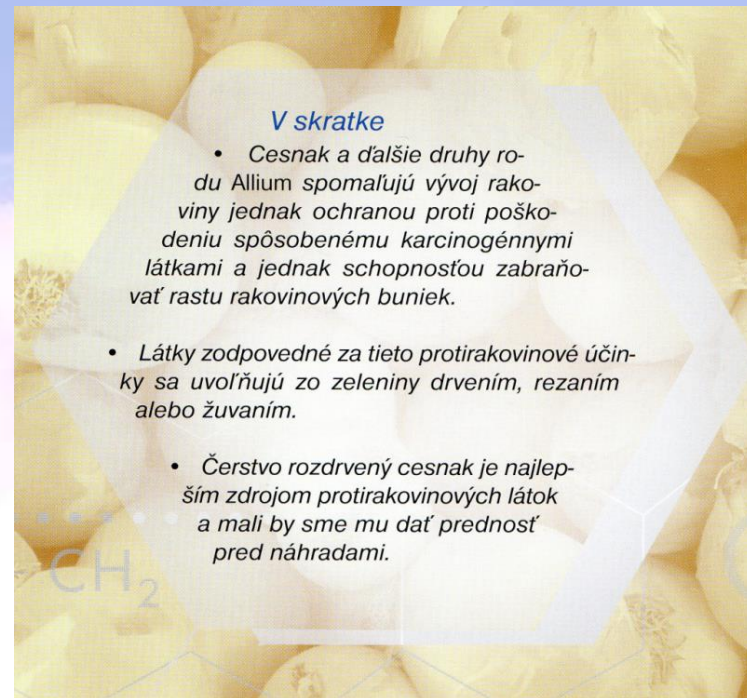 V skratke
• Cesnak a ďalšie druhy ro-
du Allium spomaľujú vývoj rako-
viny jednak ochranou proti poško-
deniu spôsobenému karcinogénnymi
látkami a jednak schopnosťou zabraňo-
vať rastu rakovinových buniek.
• Látky zodpovedné za tieto protirakovinové účin-
ky sa uvoľňujú zo zeleniny drvením, rezaním
alebo žuvaním.
• Čerstvo rozdrvený cesnak je najlep-
ším zdrojom protirakovinových látok
a mali by sme mu dať prednosť
pred náhradami.
CH₂